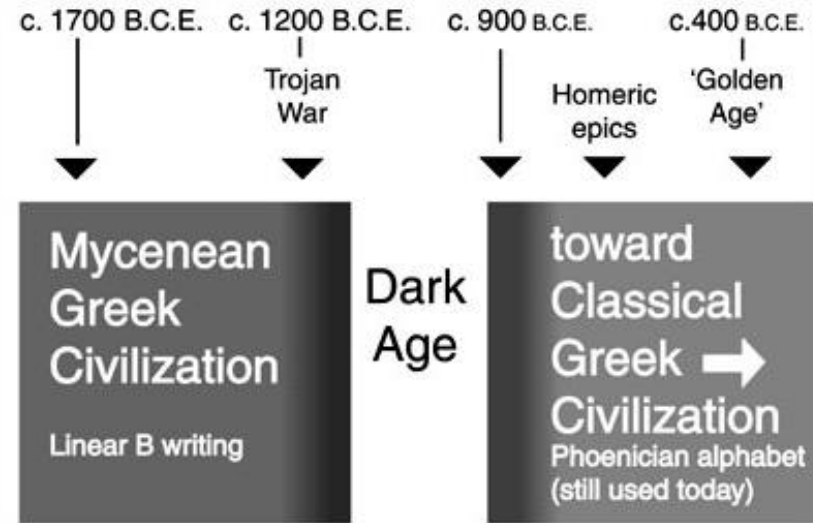 c. 1700 B.C.E.
c. 1200 B.C.E.
c. 900 B.C.E.
c.400 B.C.E.
Trojan
War
Homeric
epics
'Golden
Age'
Mycenean
Greek
Civilization
Linear B writing
Dark
Age
toward
Classical
Greek
Civilization
Phoenician alphabet
(still used today)